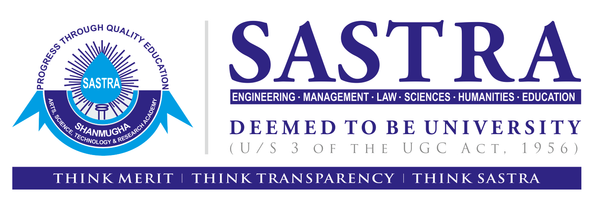 PROGRESS THROUGH QUALITY EDUCATION
SASTRA
SHANMUGHA
ARTS, SCIENCE, TECHNOLOGY & RESEARCH ACADEMY
SASTRA
ENGINEERING · MANAGEMENT · LAW · SCIENCES · HUMANITIES · EDUCATION
DEEMED TO BE UNIVERSITY
(U/S 3 OF THE UGC ACT, 1956)
THINK MERIT | THINK TRANSPARENCY | THINK SASTRA